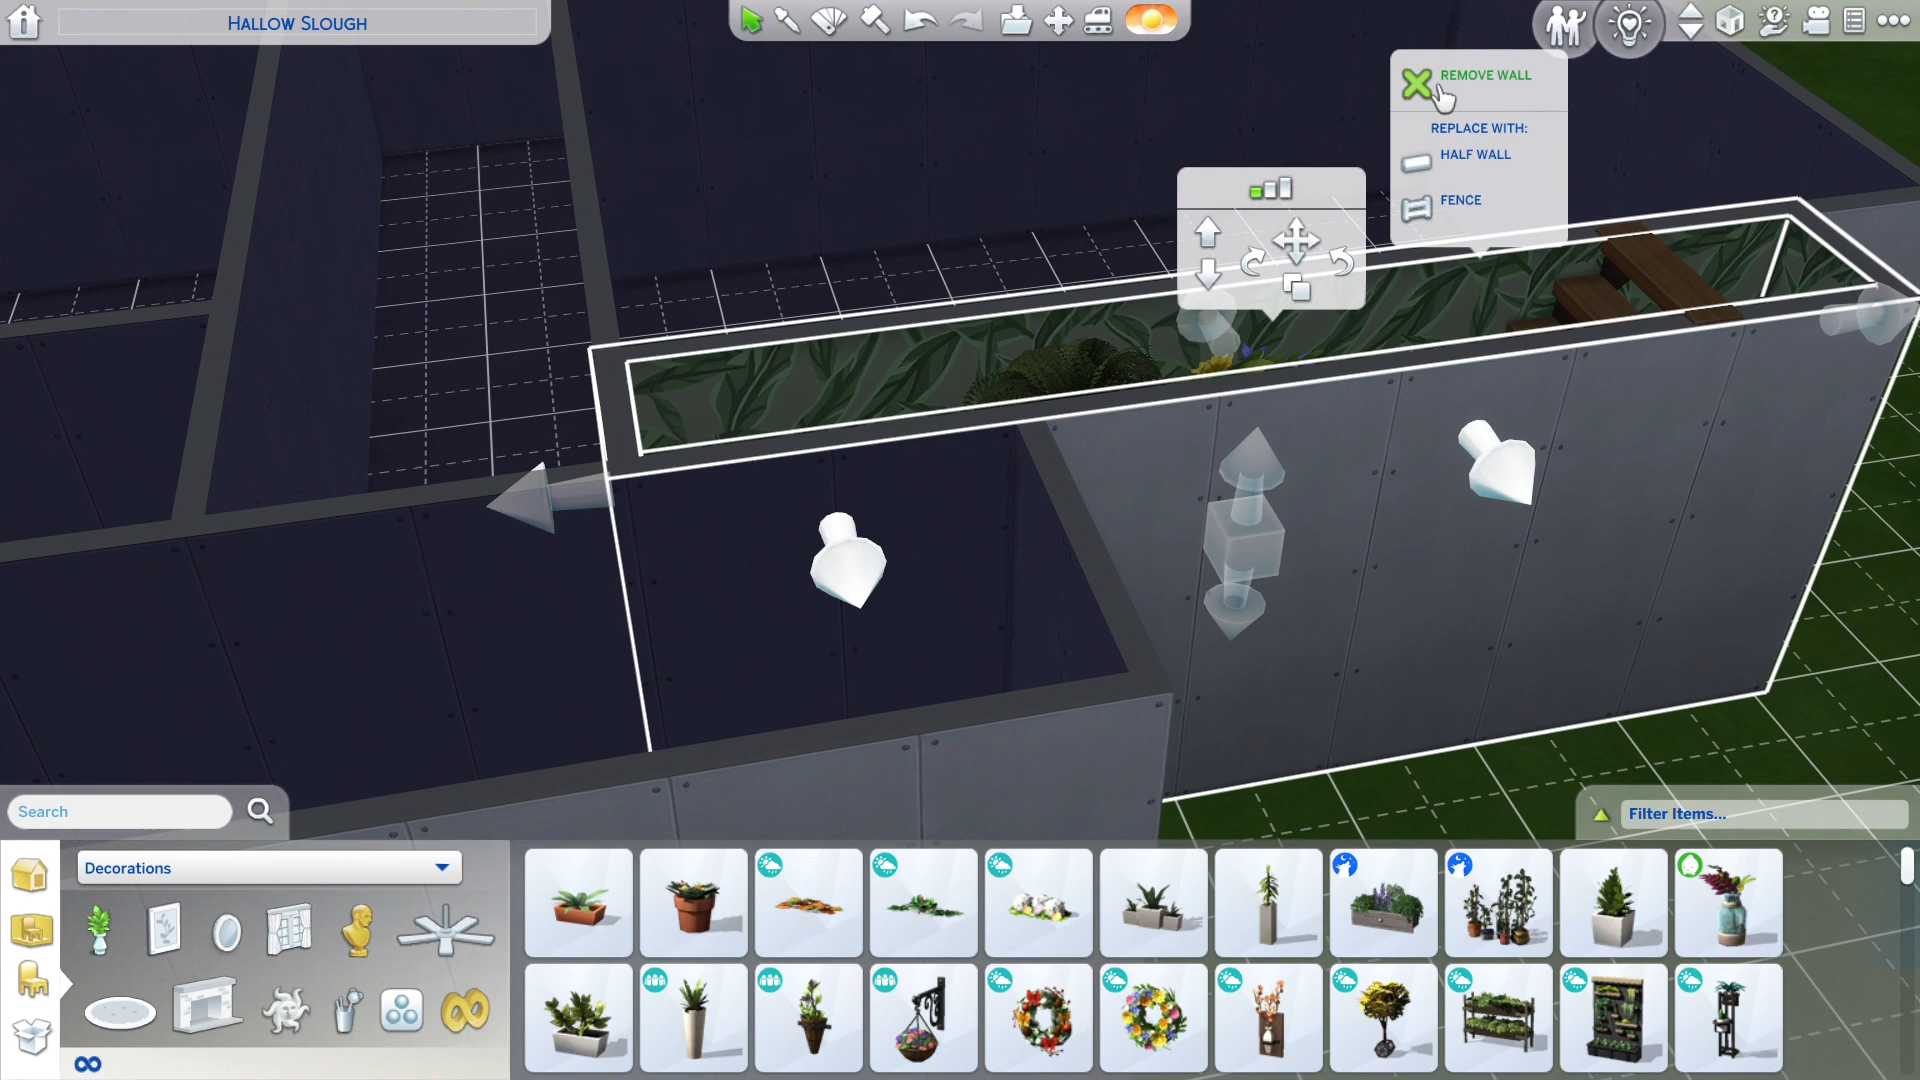 HALLOW SLOUGH
REMOVE WALL
REPLACE WITH:
HALF WALL
FENCE
Search
Filter Items...
Decorations